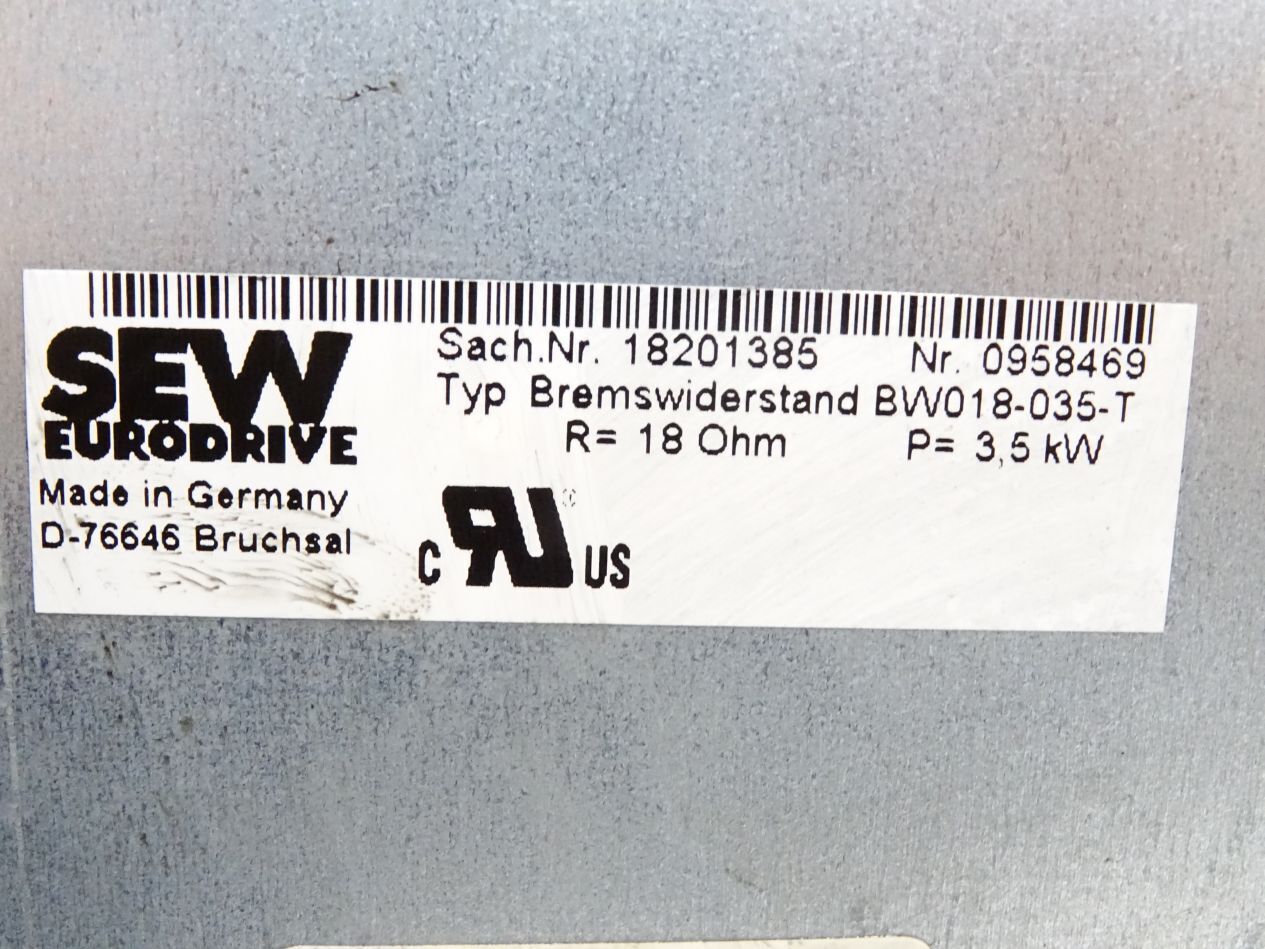 SEW
EURODRIVE
Made in Germany
D-76646 Bruchsal
Sach.Nr. 18201385 Nr. 0958469
Typ Bremswiderstand BW018-035-T
R= 18 Ohm P= 3,5 kW
C RU ® US